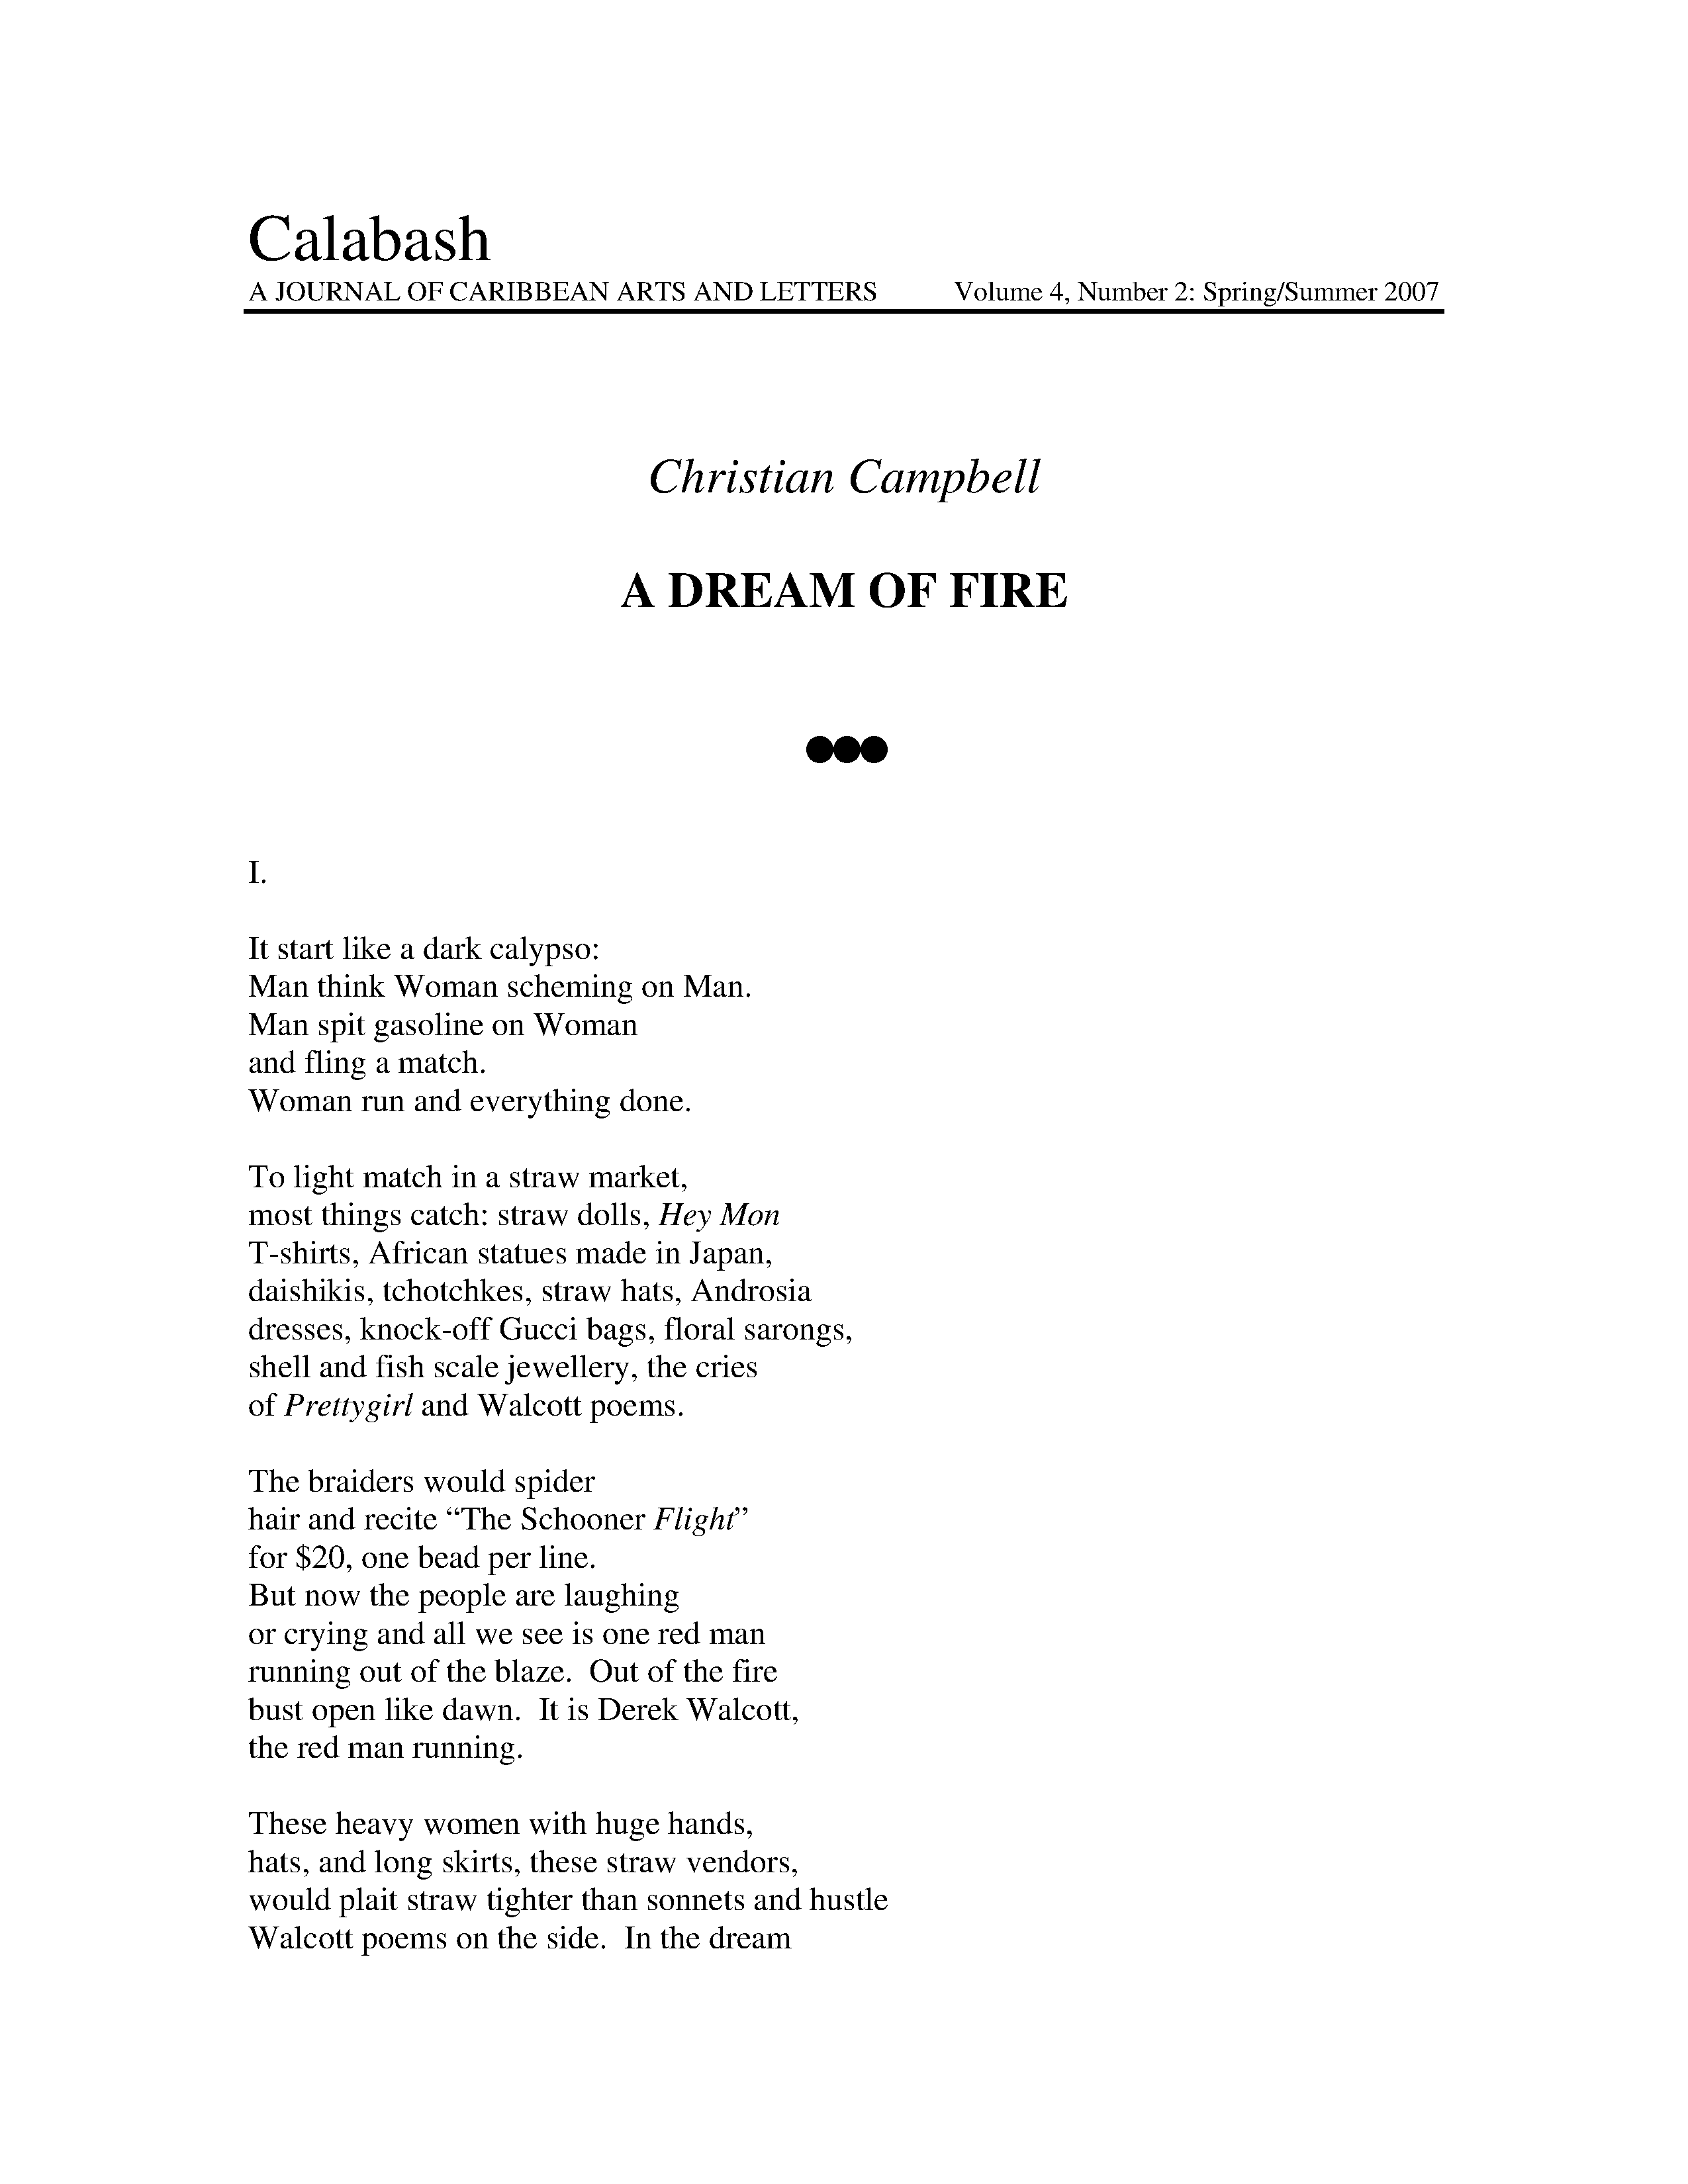 Calabash
A JOURNAL OF CARIBBEAN ARTS AND LETTERS Volume 4, Number 2: Spring/Summer 2007
Christian Campbell
A DREAM OF FIRE
●●●
I.
It start like a dark calypso:
Man think Woman scheming on Man.
Man spit gasoline on Woman
and fling a match.
Woman run and everything done.
To light match in a straw market,
most things catch: straw dolls, Hey Mon
T-shirts, African statues made in Japan,
daishikis, tchotchkes, straw hats, Androsia
dresses, knock-off Gucci bags, floral sarongs,
shell and fish scale jewellery, the cries
of Prettygirl and Walcott poems.
The braiders would spider
hair and recite “The Schooner Flight”
for $20, one bead per line.
But now the people are laughing
or crying and all we see is one red man
running out of the blaze.  Out of the fire
bust open like dawn.  It is Derek Walcott,
the red man running.
These heavy women with huge hands,
hats, and long skirts, these straw vendors,
would plait straw tighter than sonnets and hustle
Walcott poems on the side.  In the dream